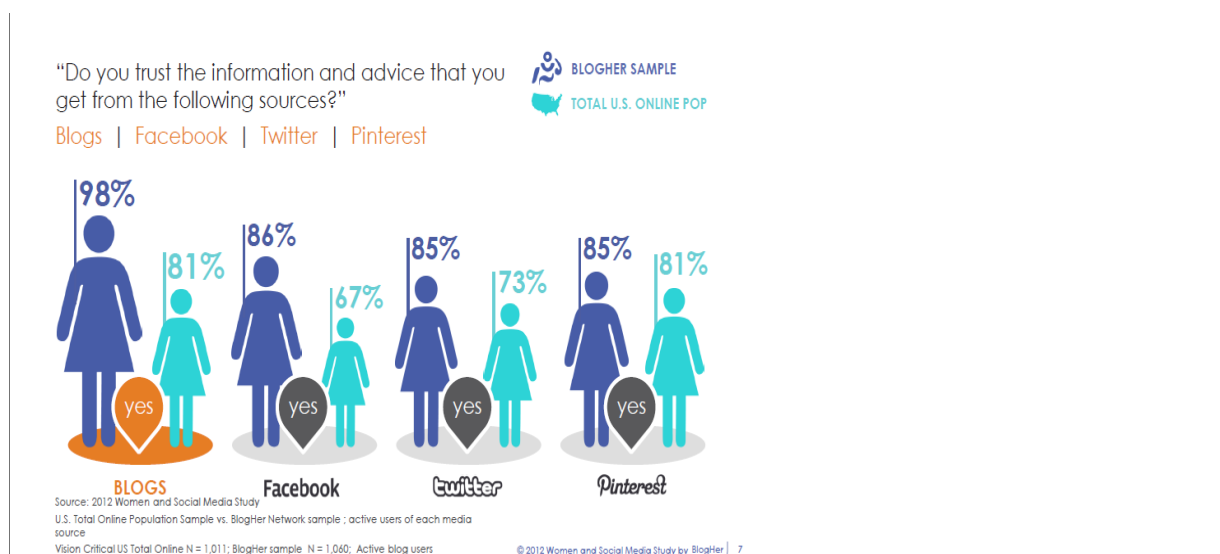 “Do you trust the information and advice that you
get from the following sources?”
BLOGHER SAMPLE
TOTAL U.S. ONLINE POP
Blogs | Facebook | Twitter | Pinterest
98%
81%
86%
67%
85%
73%
85%
81%
yes
yes
yes
yes
BLOGS
Facebook
twitter
Pinterest
Source: 2012 Women and Social Media Study
U.S. Total Online Population Sample vs. BlogHer Network sample ; active users of each media
source
Vision Critical US Total Online N = 1,011; BlogHer sample N = 1,060; Active blog users
© 2012 Women and Social Media Study by BlogHer | 7